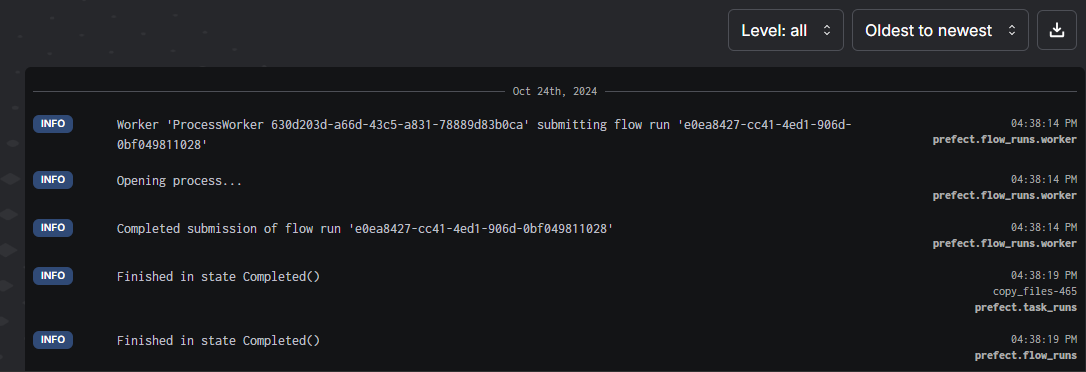 Level: all
Oldest to newest
Oct 24th, 2024
INFO
Worker 'ProcessWorker 630d203d-a66d-43c5-a831-78889d83b0ca' submitting flow run 'e0ea8427-cc41-4ed1-906d-
0bf049811028'
04:38:14 PM
prefect.flow_runs.worker
INFO
Opening process...
04:38:14 PM
prefect.flow_runs.worker
INFO
Completed submission of flow run 'e0ea8427-cc41-4ed1-906d-0bf049811028'
04:38:14 PM
prefect.flow_runs.worker
INFO
Finished in state Completed()
04:38:19 PM
copy_files-465
prefect.task_runs
INFO
Finished in state Completed()
04:38:19 PM
prefect.flow_runs